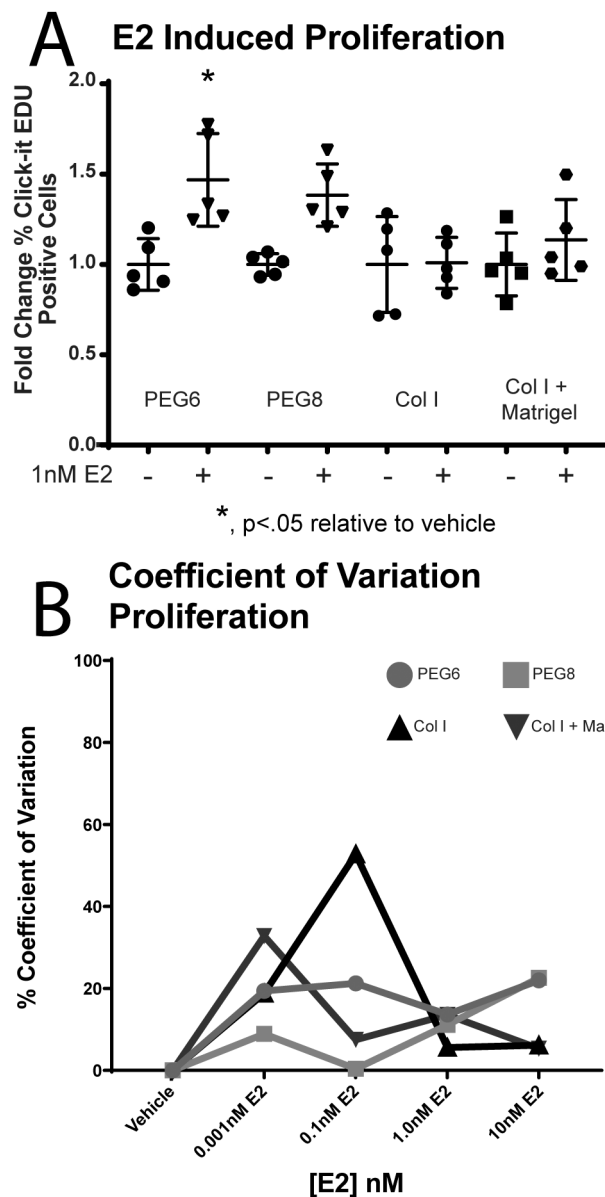 A
E2 Induced Proliferation
*
Fold Change % Click-it EDU
Positive Cells
2.0
1.5
1.0
0.5
0.0
PEG6
PEG8
Col I
Col I +
Matrigel
1nM E2 - + - + - + - +
*, p<.05 relative to vehicle
B
Coefficient of Variation
Proliferation
% Coefficient of Variation
100
80
60
40
20
0
PEG6
PEG8
Col I
Col I + Ma
Vehicle
0.001nM E2
0.1nM E2
1.0nM E2
10nM E2
[E2] nM